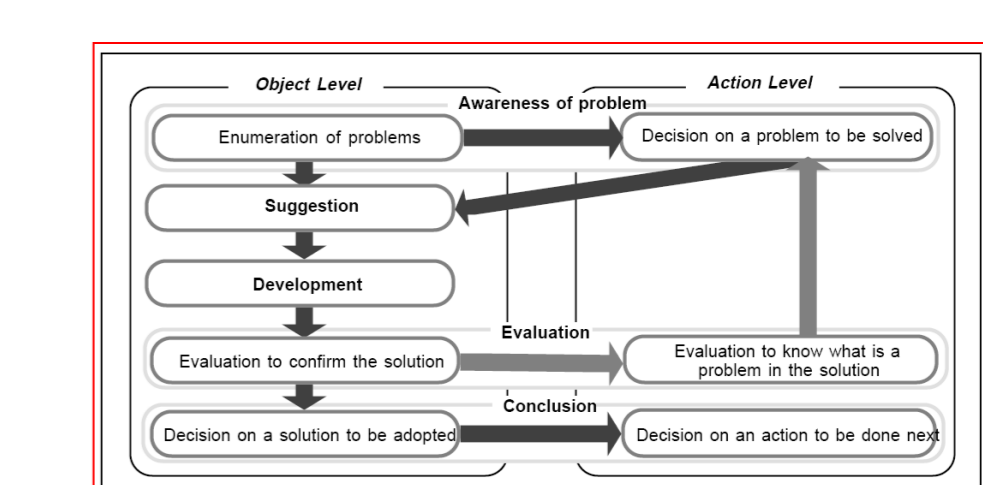 Object Level
Action Level
Awareness of problem
Enumeration of problems
Decision on a problem to be solved
Suggestion
Development
Evaluation
Evaluation to confirm the solution
Evaluation to know what is a
problem in the solution
Conclusion
Decision on a solution to be adopted
Decision on an action to be done next